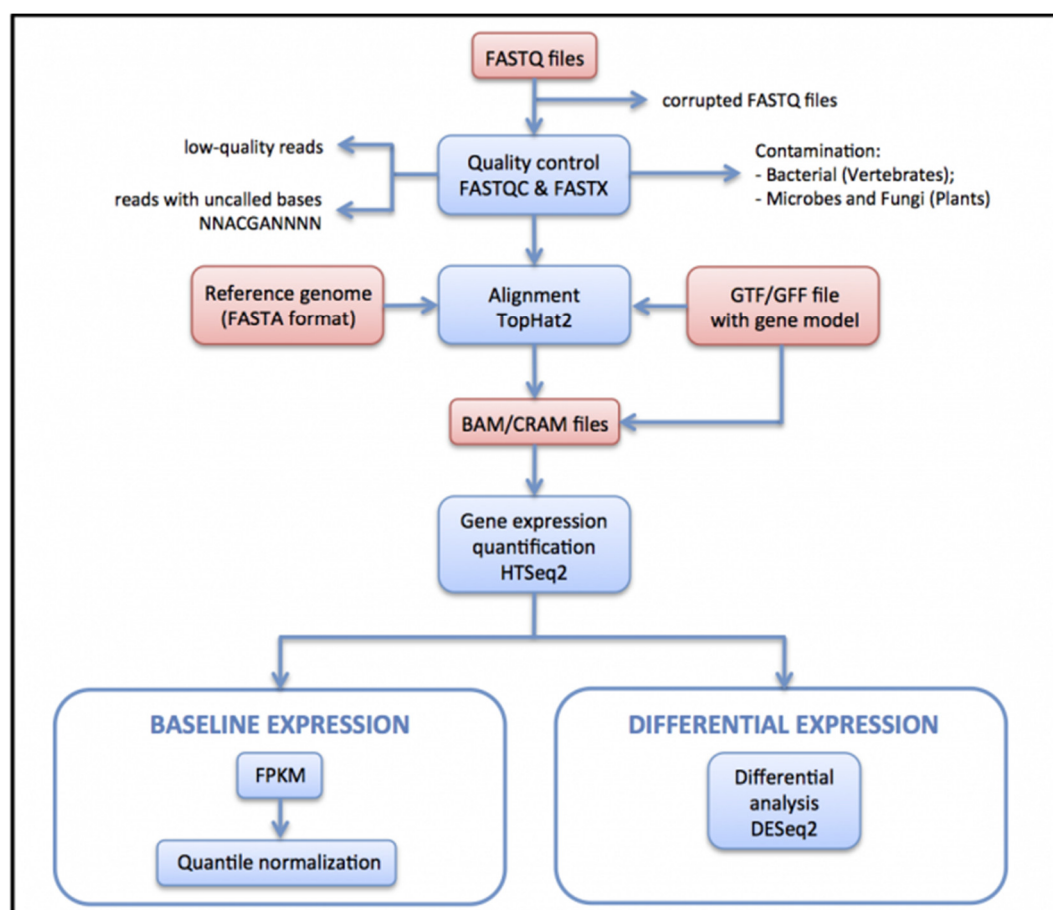 FASTQ files
corrupted FASTQ files
low-quality reads
reads with uncalled bases
NNACGANNNN
Quality control
FASTQC & FASTX
Contamination:
- Bacterial (Vertebrates);
- Microbes and Fungi (Plants)
Reference genome
(FASTA format)
Alignment
TopHat2
GTF/GFF file
with gene model
BAM/CRAM files
Gene expression
quantification
HTSeq2
BASELINE EXPRESSION
FPKM
Quantile normalization
DIFFERENTIAL EXPRESSION
Differential
analysis
DESeq2